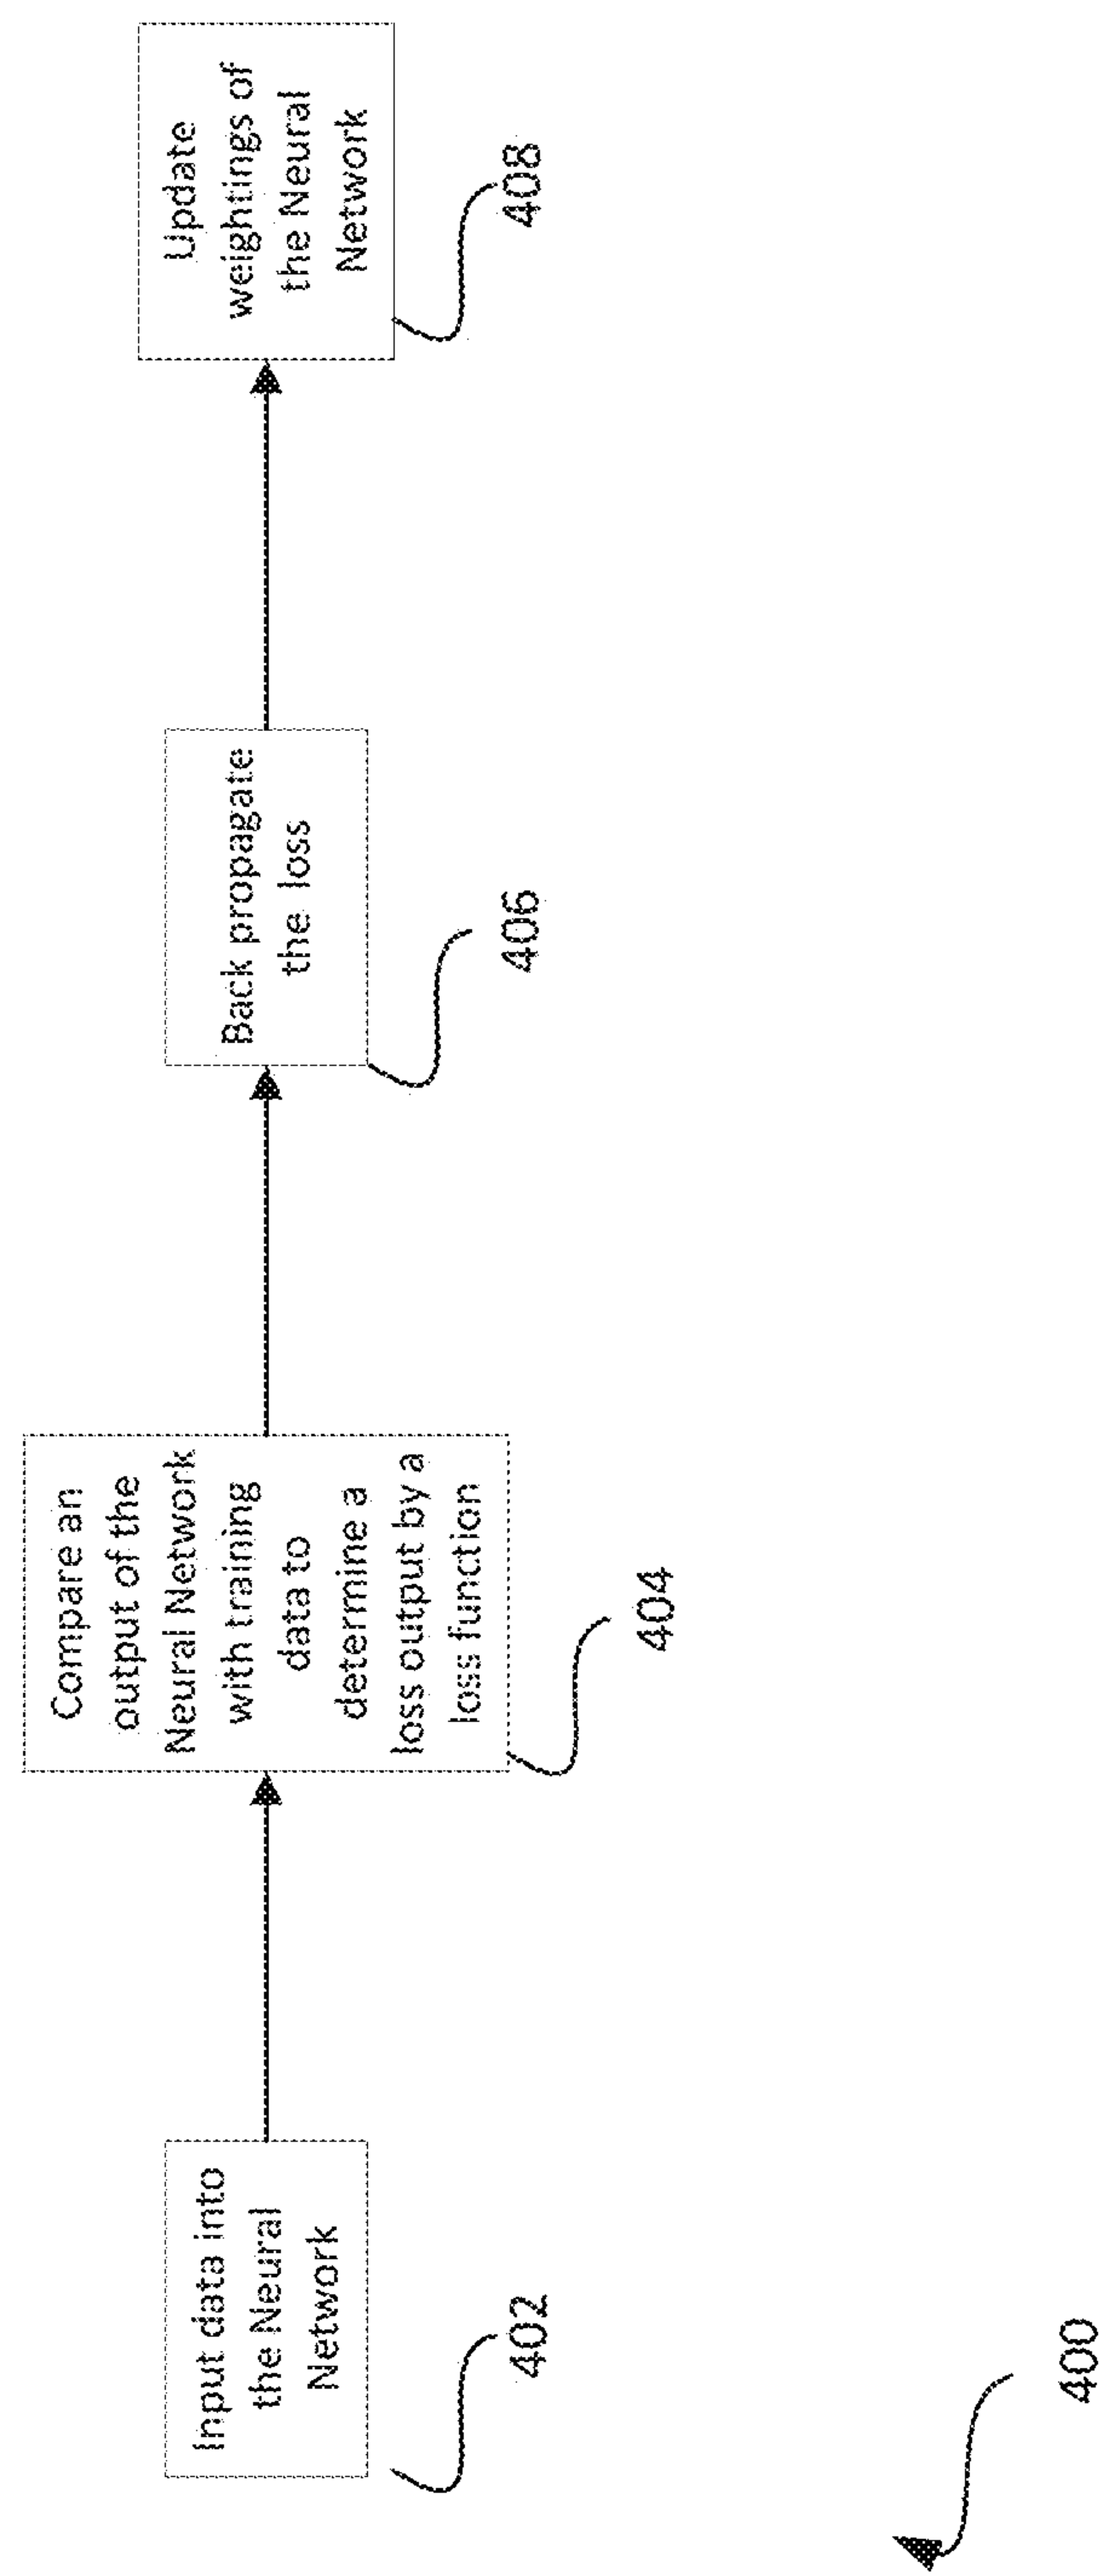 Input data into
the Neural
Network
402
Compare an
output of the
Neural Network
with training
data to
determine a
loss output by a
loss function
404
Back propagate
the loss
406
Update
weightings of
the Neural
Network
408
400